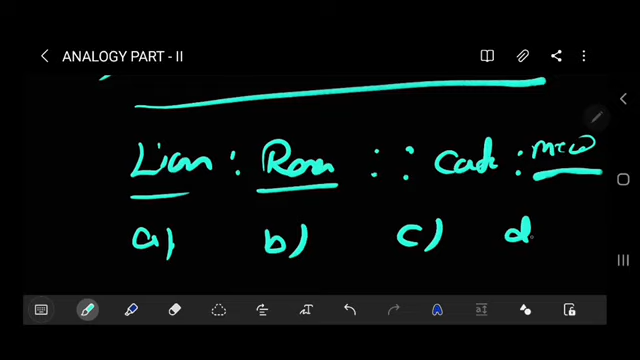 ANALOGY PART - II
Lion : Roar :: Cat : mew
a) b) c) d